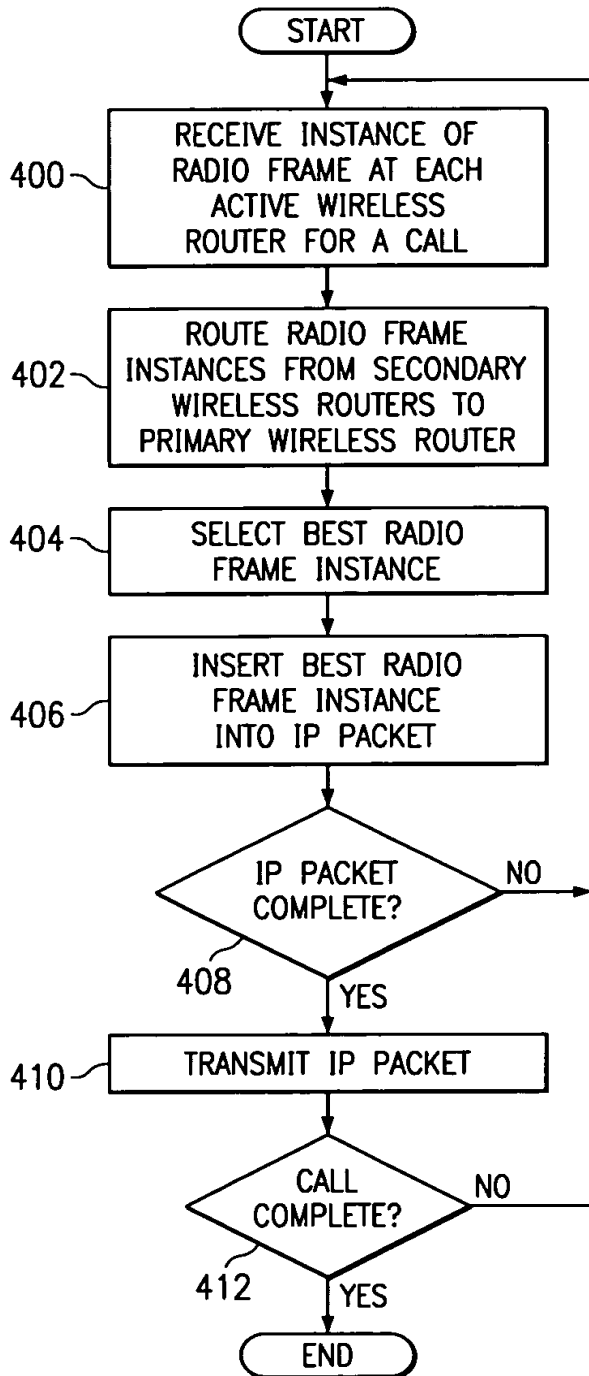 START
400
RECEIVE INSTANCE OF
RADIO FRAME AT EACH
ACTIVE WIRELESS
ROUTER FOR A CALL
402
ROUTE RADIO FRAME
INSTANCES FROM SECONDARY
WIRELESS ROUTERS TO
PRIMARY WIRELESS ROUTER
404
SELECT BEST RADIO
FRAME INSTANCE
406
INSERT BEST RADIO
FRAME INSTANCE
INTO IP PACKET
IP PACKET
COMPLETE?
NO
408
YES
410
TRANSMIT IP PACKET
CALL
COMPLETE?
NO
412
YES
END